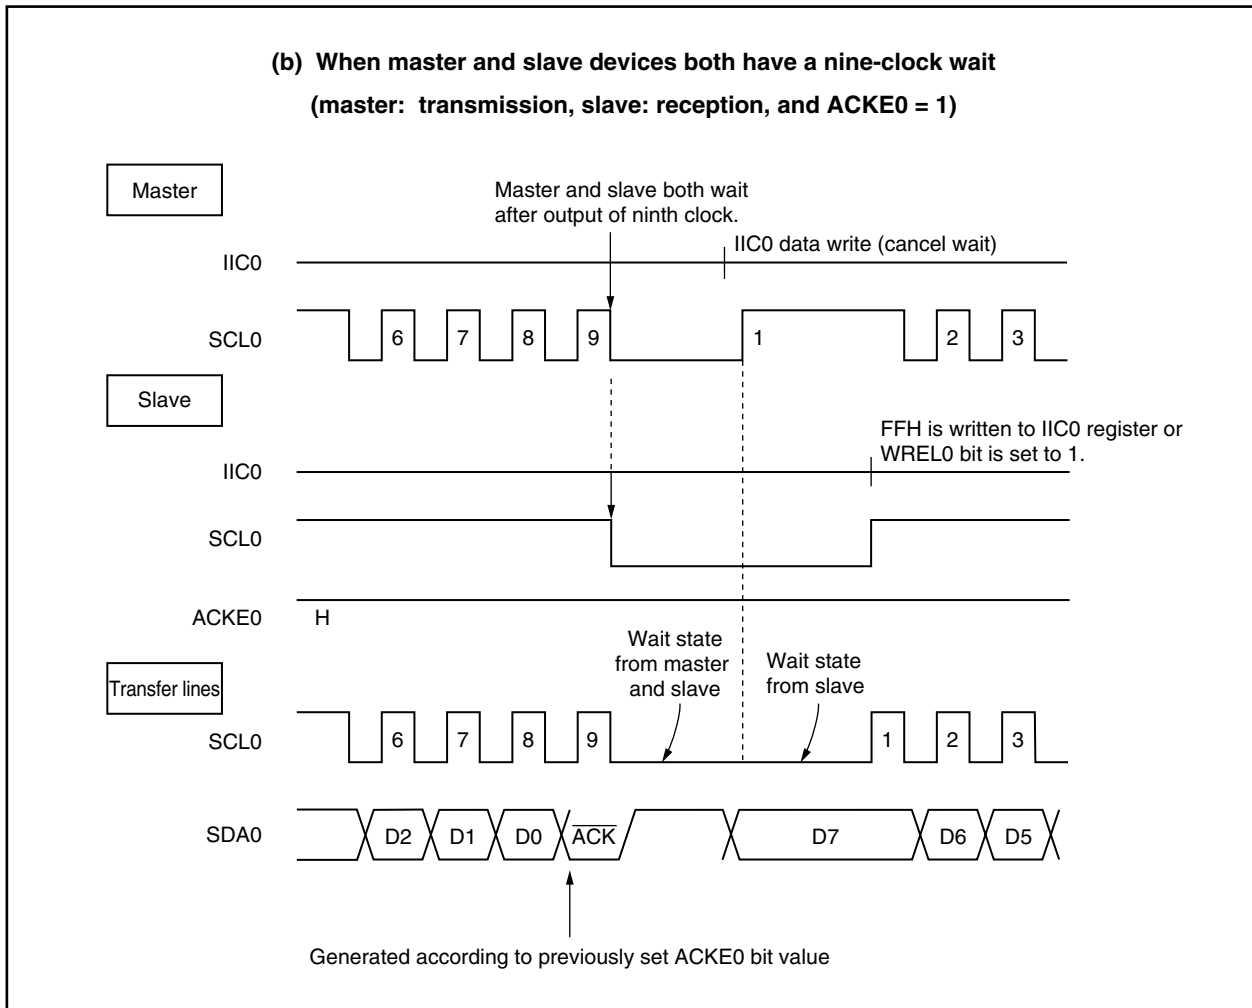 (b) When master and slave devices both have a nine-clock wait
(master: transmission, slave: reception, and ACKE0 = 1)
Master
Master and slave both wait
after output of ninth clock.
IIC0 data write (cancel wait)
IIC0
SCL0
6 7 8 9 1 2 3
Slave
FFH is written to IIC0 register or
WREL0 bit is set to 1.
IIC0
SCL0
ACKE0 H
Wait state
from master
and slave
Wait state
from slave
Transfer lines
SCL0
6 7 8 9 1 2 3
SDA0 D2 D1 D0 ACK D7 D6 D5
Generated according to previously set ACKE0 bit value